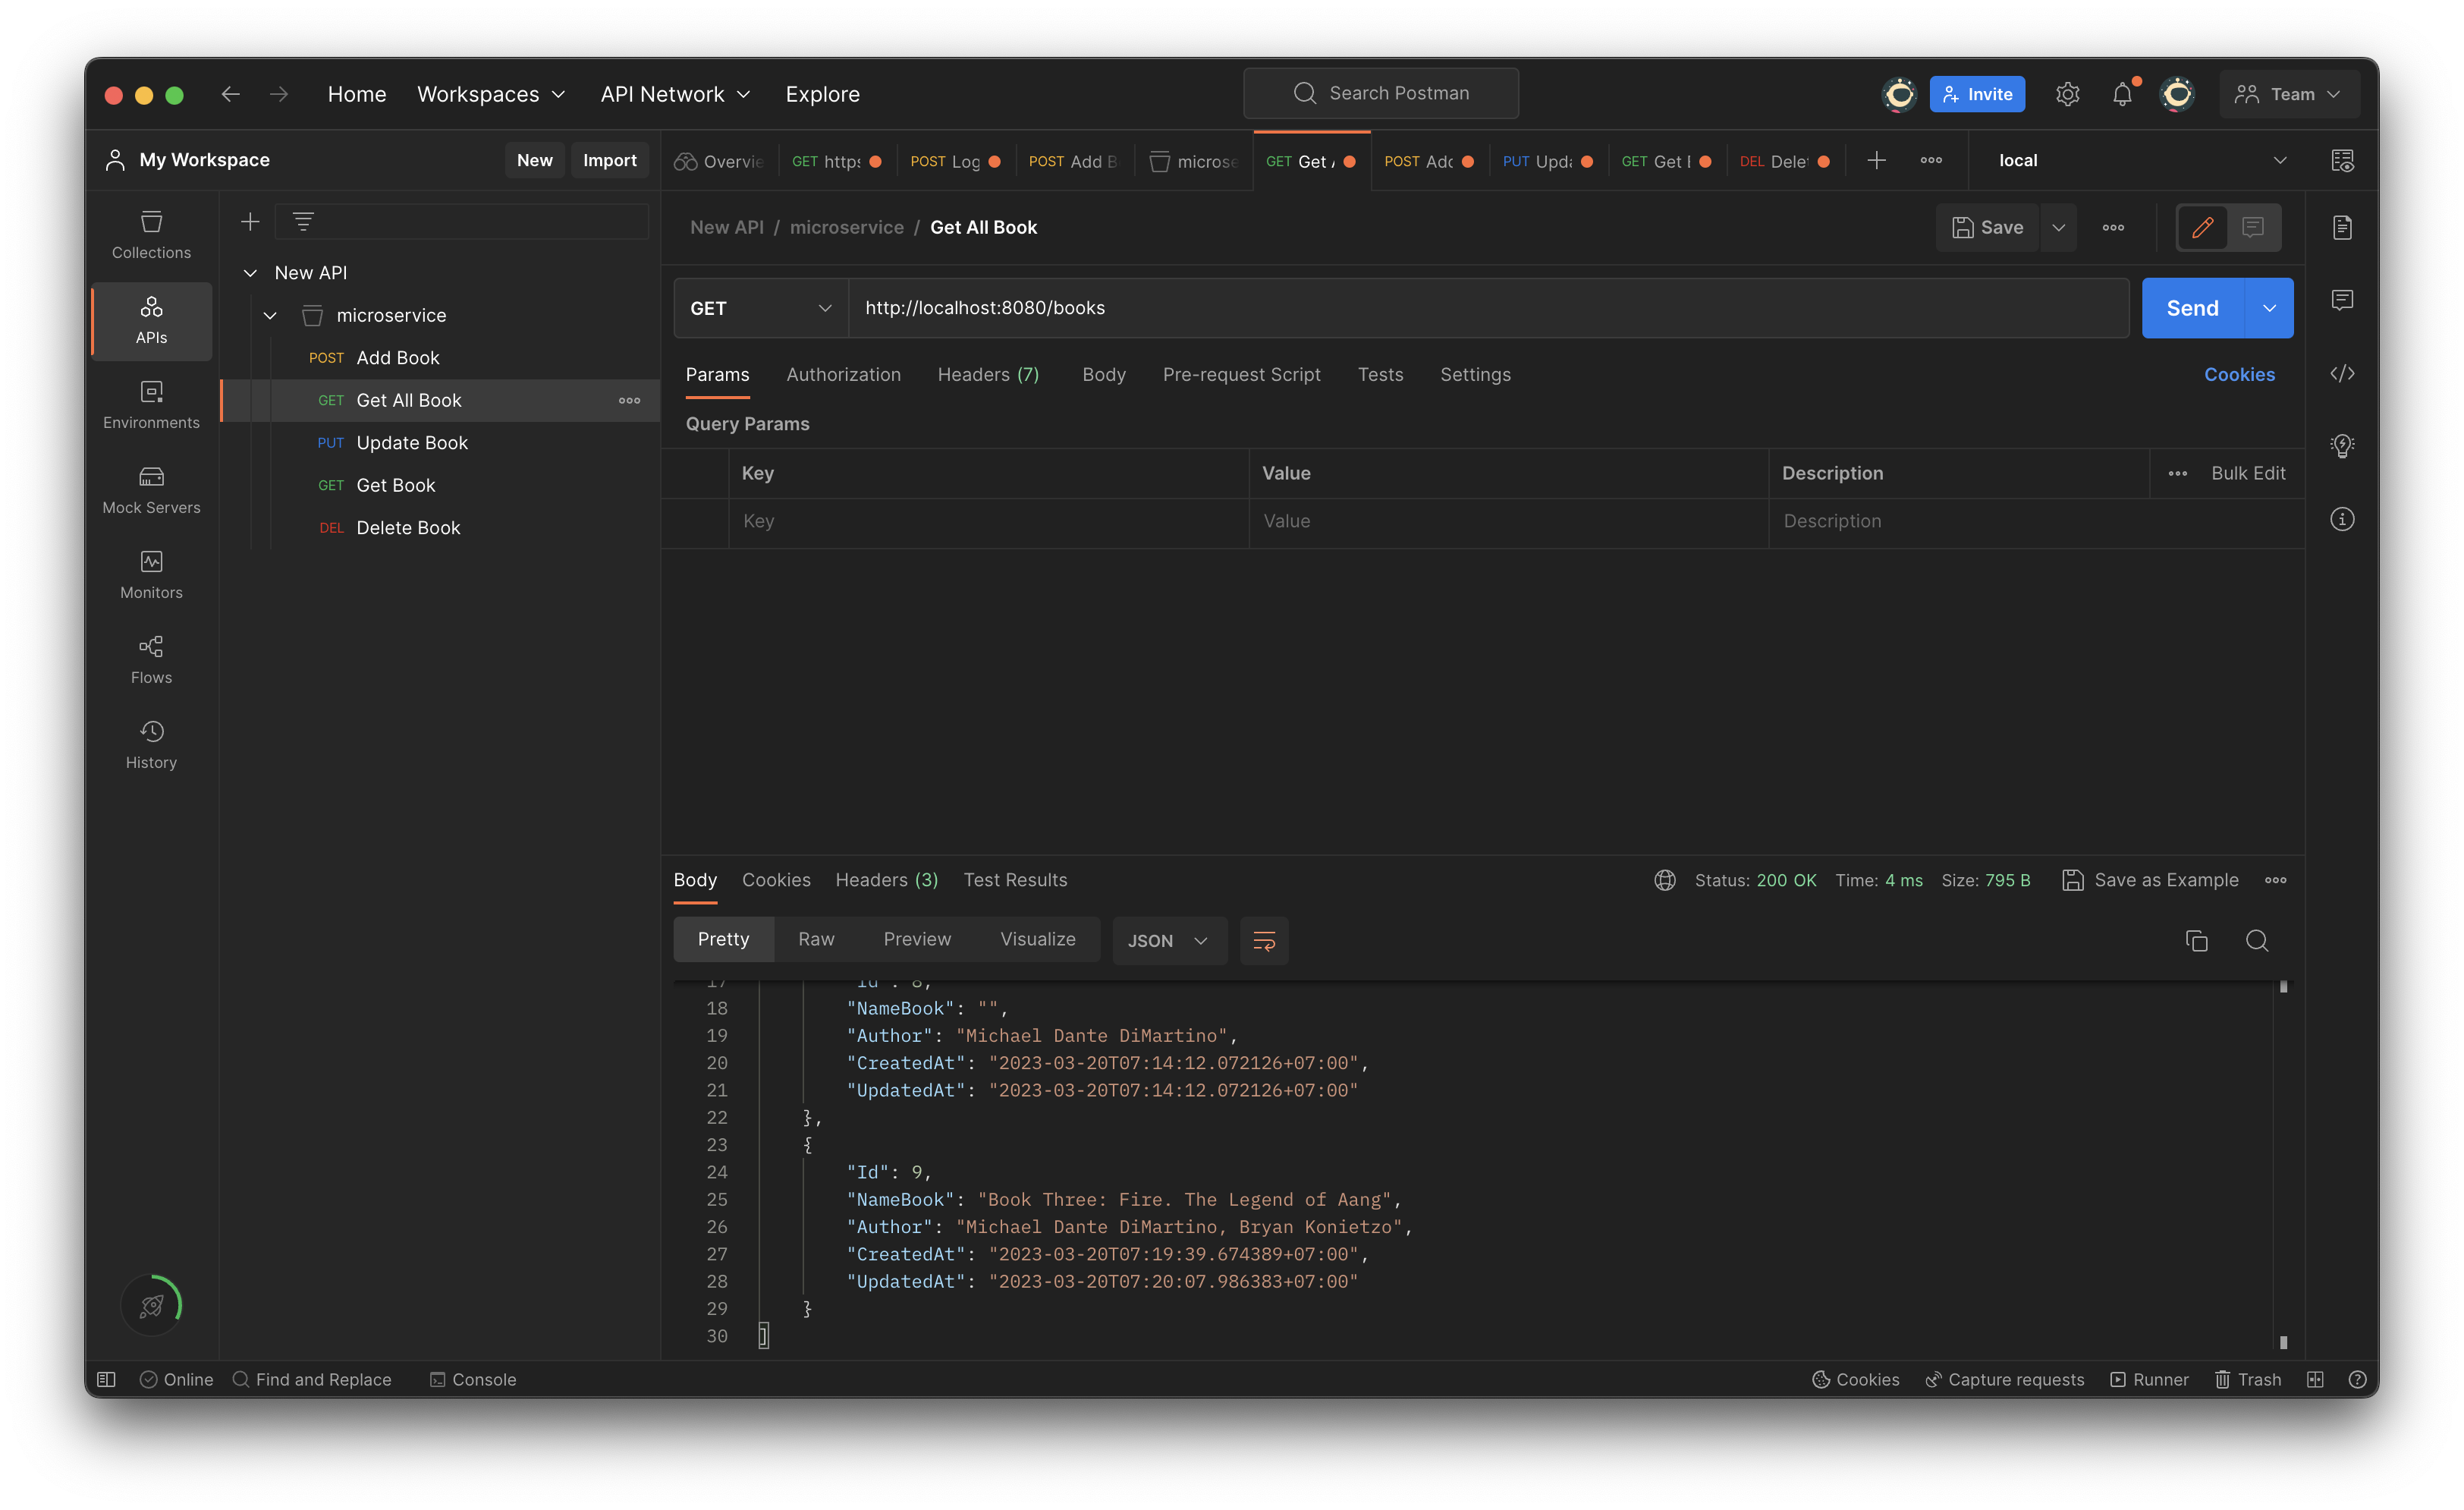 Home
Workspaces
API Network
Explore
Search Postman
Invite
Team
My Workspace
New
Import
Overvie
GET https
POST Log
POST Add B
micros
GET Get
POST Add
PUT Upda
GET Get
DEL Delet
local
Collections
APIs
Environments
Mock Servers
Monitors
Flows
History
New API
microservice
POST Add Book
GET Get All Book
PUT Update Book
GET Get Book
DEL Delete Book
New API / microservice / Get All Book
Save
GET
http://localhost:8080/books
Send
Params Authorization Headers (7) Body Pre-request Script Tests Settings
Cookies
Query Params
Key Value Description Bulk Edit
Key Value Description
Body Cookies Headers (3) Test Results
Status: 200 OK Time: 4 ms Size: 795 B Save as Example
Pretty Raw Preview Visualize JSON
17 "Id": 8,
18 "NameBook": "",
19 "Author": "Michael Dante DiMartino",
20 "CreatedAt": "2023-03-20T07:14:12.072126+07:00",
21 "UpdatedAt": "2023-03-20T07:14:12.072126+07:00"
22 },
23 {
24 "Id": 9,
25 "NameBook": "Book Three: Fire. The Legend of Aang",
26 "Author": "Michael Dante DiMartino, Bryan Konietzo",
27 "CreatedAt": "2023-03-20T07:19:39.674389+07:00",
28 "UpdatedAt": "2023-03-20T07:20:07.986383+07:00"
29 }
30 ]
Online Find and Replace Console
Cookies Capture requests Runner Trash